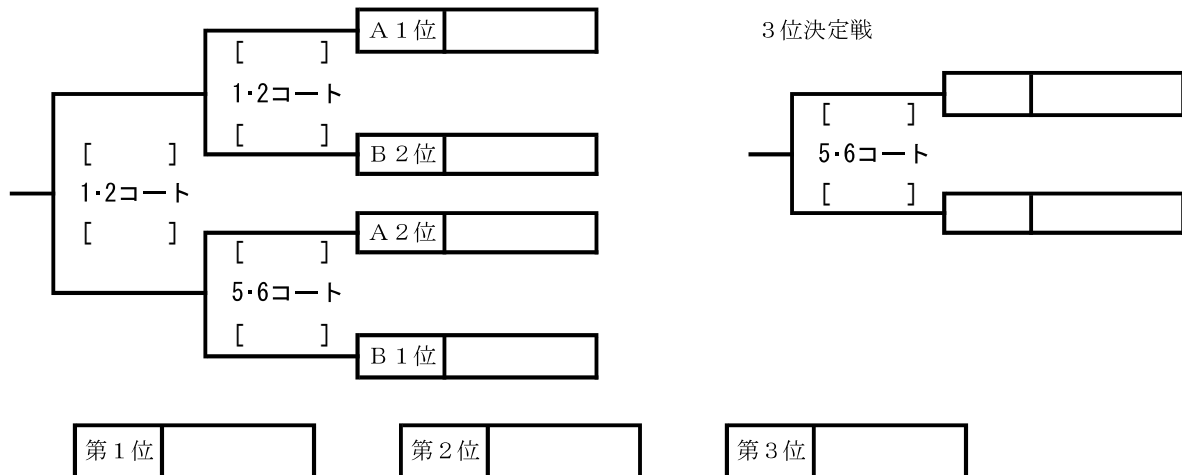 A1位
[ ]
1・2コート
[ ]
B2位
[ ]
1・2コート
[ ]
A2位
[ ]
5・6コート
[ ]
B1位
3位決定戦
[ ]
5・6コート
[ ]
第1位
第2位
第3位